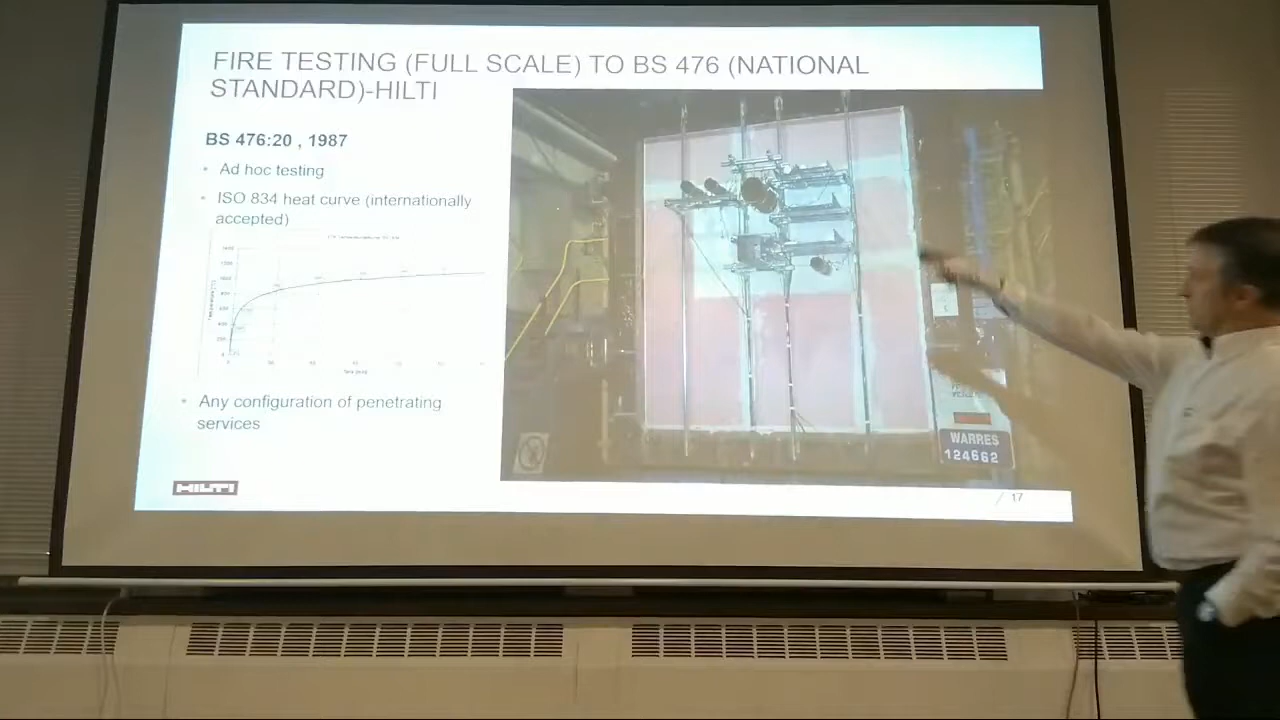 FIRE TESTING (FULL SCALE) TO BS 476 (NATIONAL
STANDARD)-HILTI
BS 476:20 , 1987
• Ad hoc testing
• ISO 834 heat curve (internationally
accepted)
• Any configuration of penetrating
services
HILTI
WARRES
124662
/ 17